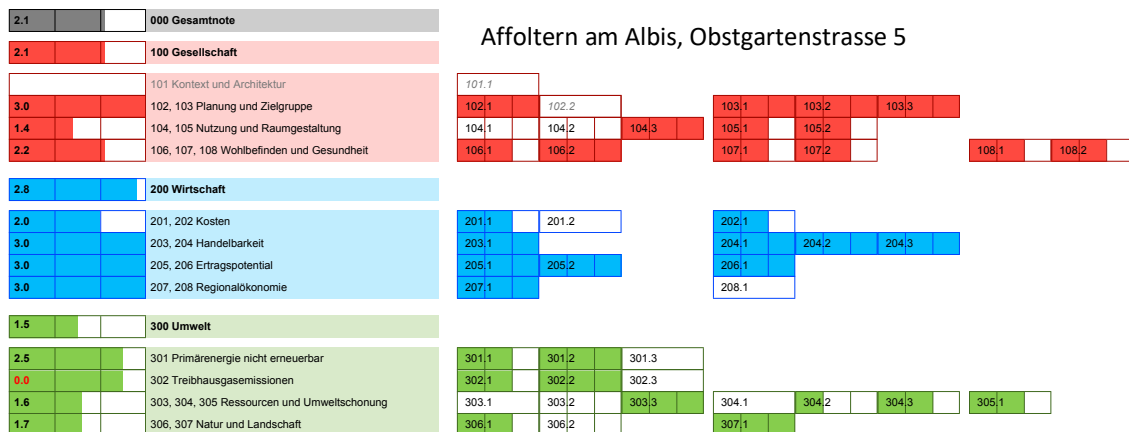 2.1 000 Gesamtnote
Affoltern am Albis, Obstgartenstrasse 5
2.1 100 Gesellschaft
101 Kontext und Architektur 101.1
3.0 102, 103 Planung und Zielgruppe 102.1 102.2 103.1 103.2 103.3
1.4 104, 105 Nutzung und Raumgestaltung 104.1 104.2 104.3 105.1 105.2
2.2 106, 107, 108 Wohlbefinden und Gesundheit 106.1 106.2 107.1 107.2 108.1 108.2
2.8 200 Wirtschaft
2.0 201, 202 Kosten 201.1 201.2 202.1
3.0 203, 204 Handelbarkeit 203.1 204.1 204.2 204.3
3.0 205, 206 Ertragspotential 205.1 205.2 206.1
3.0 207, 208 Regionalökonomie 207.1 208.1
1.5 300 Umwelt
2.5 301 Primärenergie nicht erneuerbar 301.1 301.2 301.3
0.0 302 Treibhausgasemissionen 302.1 302.2 302.3
1.6 303, 304, 305 Ressourcen und Umweltschonung 303.1 303.2 303.3 304.1 304.2 304.3 305.1
1.7 306, 307 Natur und Landschaft 306.1 306.2 307.1